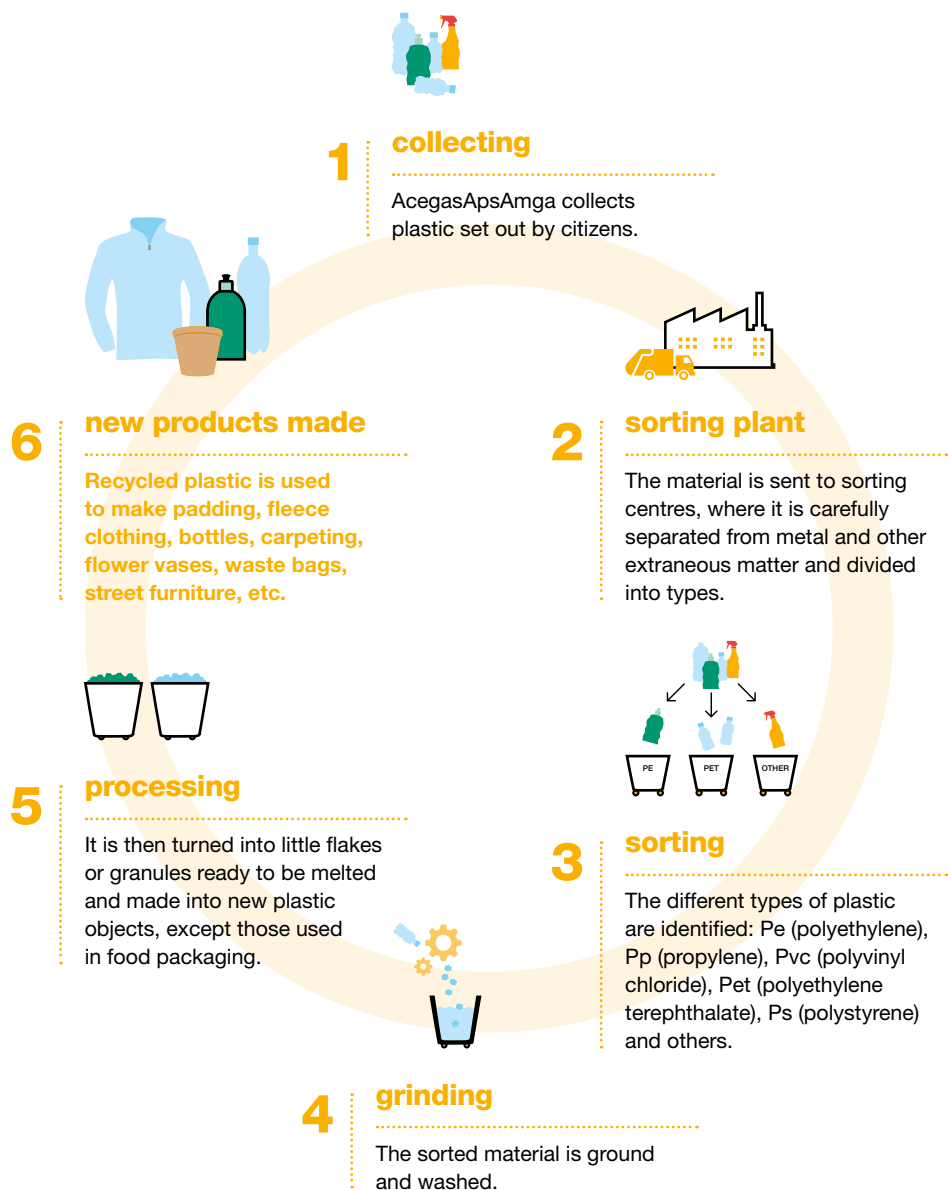 1
collecting
AcegasApsAmga collects
plastic set out by citizens.
2
sorting plant
The material is sent to sorting
centres, where it is carefully
separated from metal and other
extraneous matter and divided
into types.
PE
PET
OTHER
3
sorting
The different types of plastic
are identified: Pe (polyethylene),
Pp (propylene), Pvc (polyvinyl
chloride), Pet (polyethylene
terephthalate), Ps (polystyrene)
and others.
4
grinding
The sorted material is ground
and washed.
5
processing
It is then turned into little flakes
or granules ready to be melted
and made into new plastic
objects, except those used
in food packaging.
6
new products made
Recycled plastic is used
to make padding, fleece
clothing, bottles, carpeting,
flower vases, waste bags,
street furniture, etc.